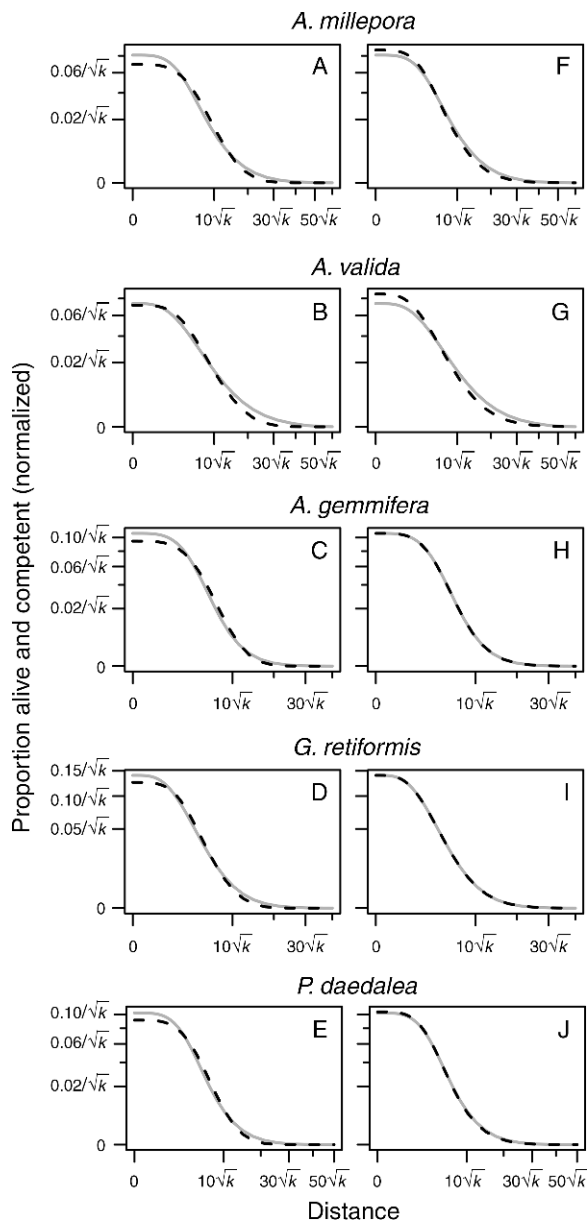 A. millepora
A
F
0.06/√k
0.02/√k
0
0 10√k 30√k 50√k
0 10√k 30√k 50√k
A. valida
B
G
0.06/√k
0.02/√k
0
0 10√k 30√k 50√k
0 10√k 30√k 50√k
A. gemmifera
C
H
0.10/√k
0.06/√k
0.02/√k
0
0 10√k 30√k
0 10√k 30√k
G. retiformis
D
I
0.15/√k
0.10/√k
0.05/√k
0
0 10√k 30√k
0 10√k 30√k
P. daedalea
E
J
0.10/√k
0.06/√k
0.02/√k
0
0 10√k 30√k 50√k
0 10√k 30√k 50√k
Distance
Proportion alive and competent (normalized)